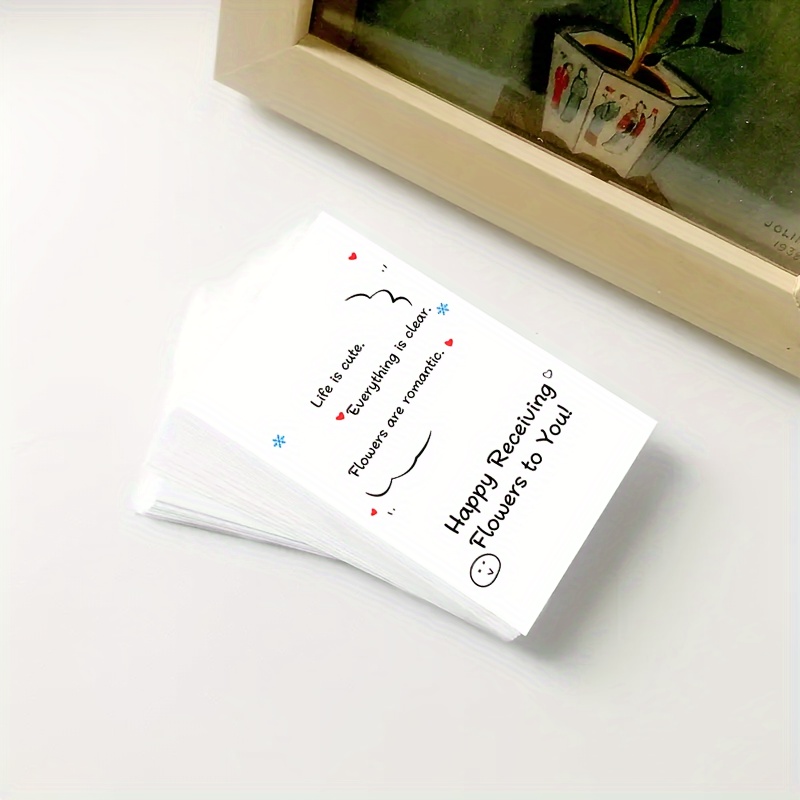 Life is cute.
Everything is clear.
Flowers are romantic.
Happy Receiving
Flowers to You!